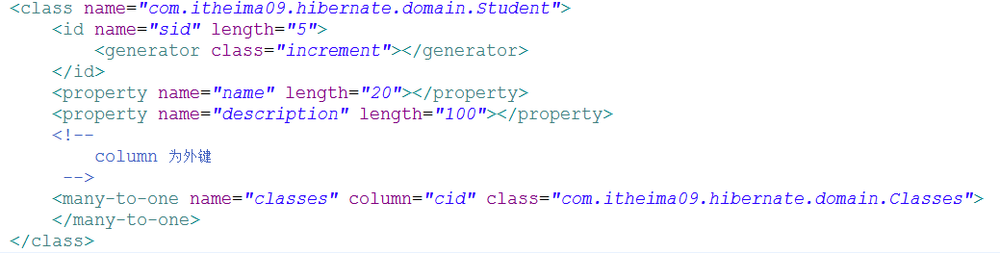 <class name="com.itheima09.hibernate.domain.Student">
<id name="sid" length="5">
<generator class="increment"></generator>
</id>
<property name="name" length="20"></property>
<property name="description" length="100"></property>
<!--
column 为外键
-->
<many-to-one name="classes" column="cid" class="com.itheima09.hibernate.domain.Classes">
</many-to-one>
</class>